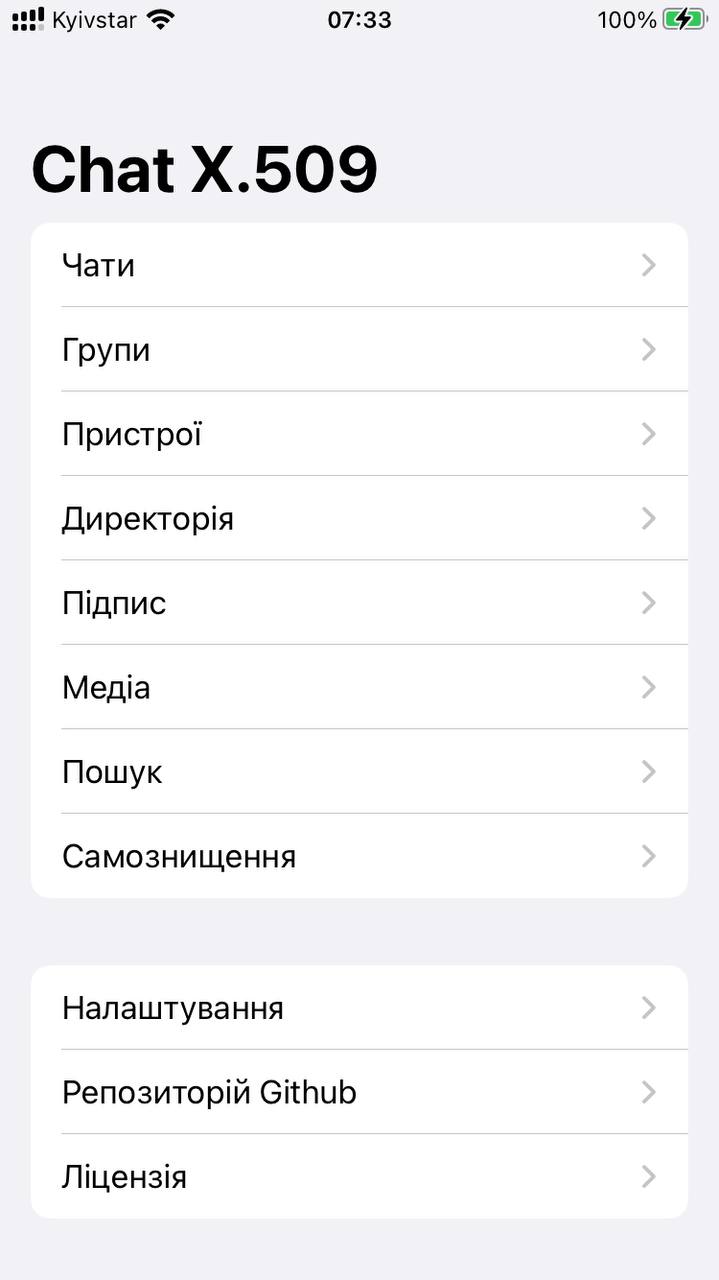 Kyivstar 07:33 100%
Chat X.509
Чати
Групи
Пристрої
Директорія
Підпис
Медіа
Пошук
Самознищення
Налаштування
Репозиторій Github
Ліцензія